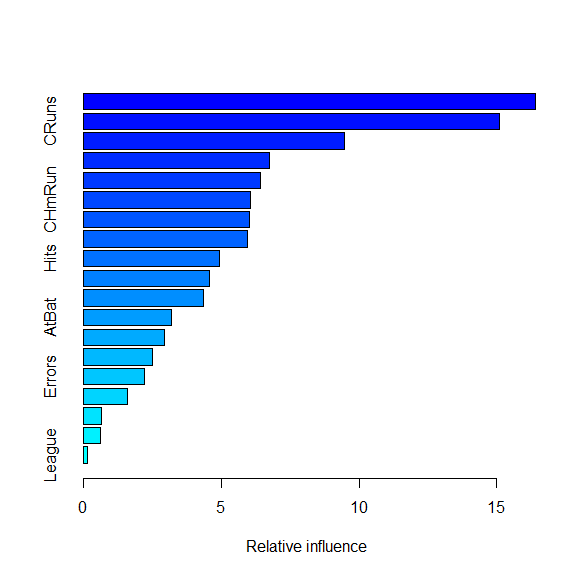 CRuns
CHmRun
Hits
AtBat
Errors
League
0 5 10 15
Relative influence